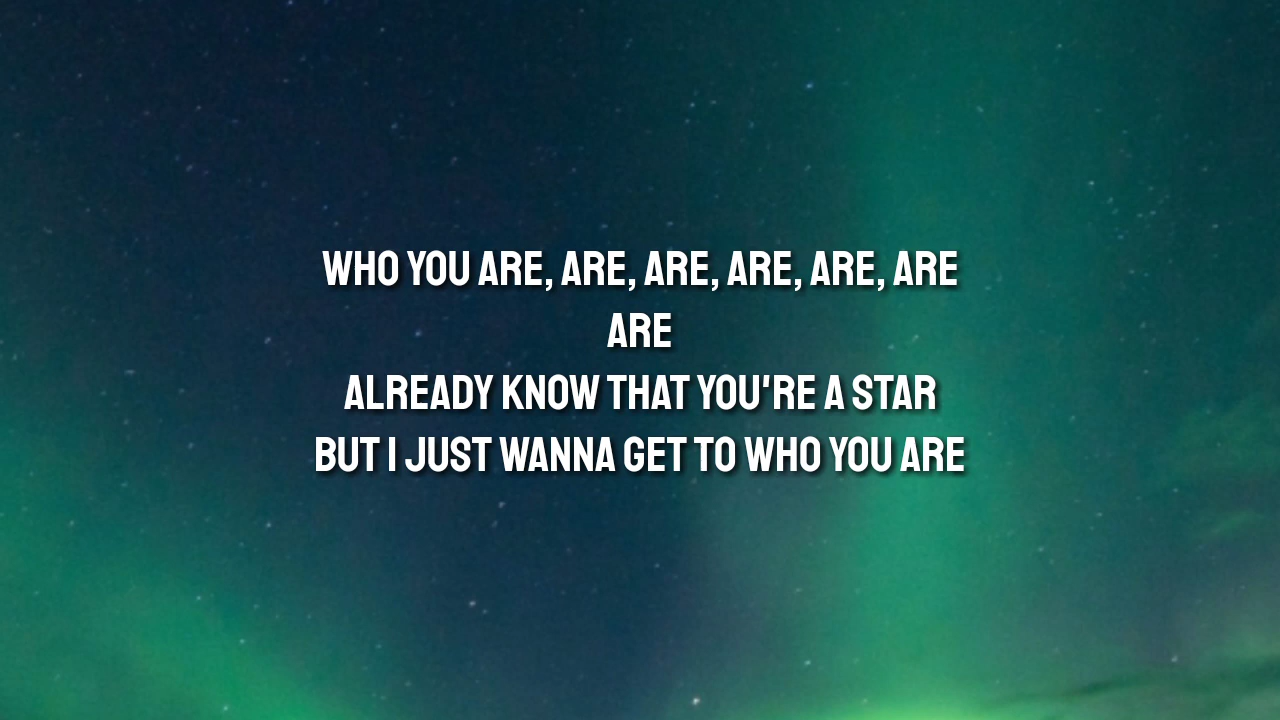 WHO YOU ARE, ARE, ARE, ARE, ARE, ARE
ARE
ALREADY KNOW THAT YOU'RE A STAR
BUT I JUST WANNA GET TO WHO YOU ARE